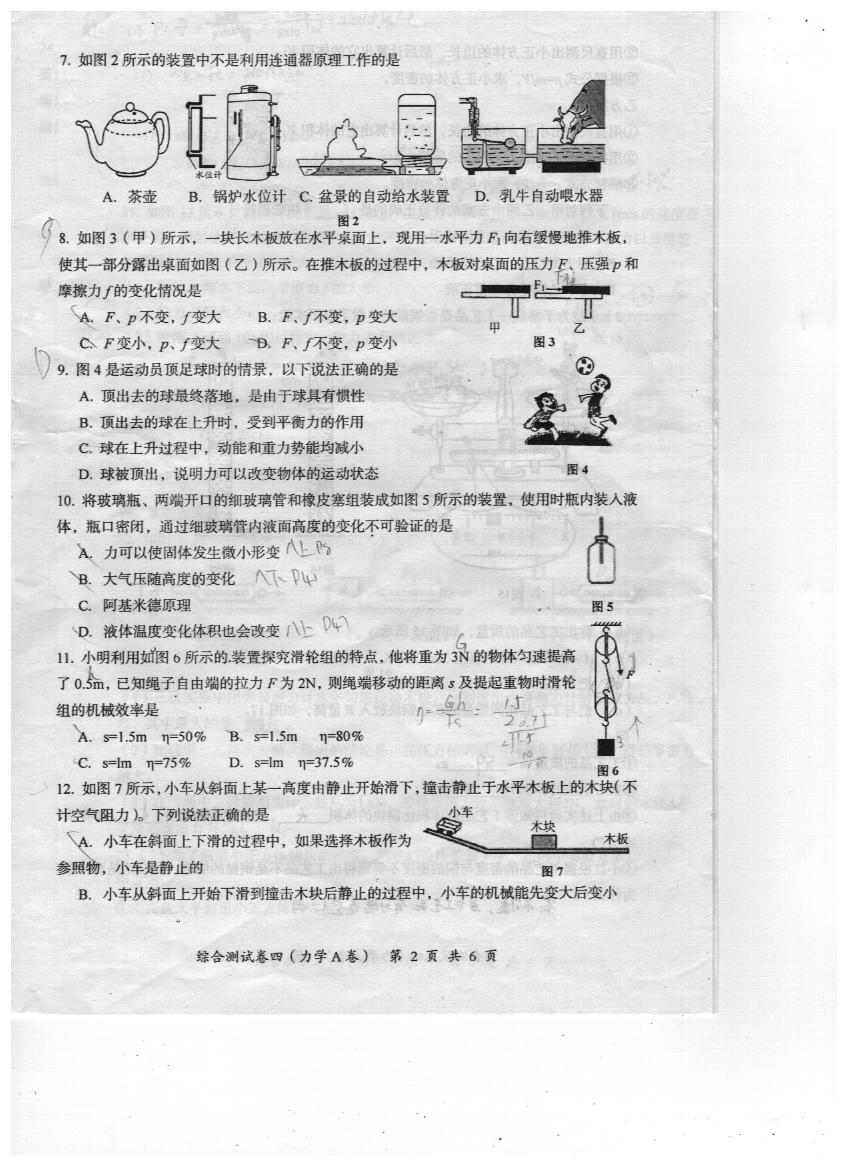 7. 如图 2 所示的装置中不是利用连通器原理工作的是
水位计
A. 茶壶 B. 锅炉水位计 C. 盆景的自动给水装置 D. 乳牛自动喂水器
图 2
8. 如图 3（甲）所示，一块长木板放在水平桌面上，现用一水平力 F₁ 向右缓慢地推木板，
使其一部分露出桌面如图（乙）所示。在推木板的过程中，木板对桌面的压力 F、压强 p 和
摩擦力 f 的变化情况是
F₁
A. F、p 不变，f 变大 B. F、f 不变，p 变大
甲 乙
C. F 变小，p、f 变大 D. F、f 不变，p 变小
图 3
9. 图 4 是运动员顶足球时的情景，以下说法正确的是
A. 顶出去的球最终落地，是由于球具有惯性
B. 顶出去的球在上升时，受到平衡力的作用
C. 球在上升过程中，动能和重力势能均减小
D. 球被顶出，说明力可以改变物体的运动状态
图 4
10. 将玻璃瓶、两端开口的细玻璃管和橡皮塞组装成如图 5 所示的装置，使用时瓶内装入液
体，瓶口密闭，通过细玻璃管内液面高度的变化不可验证的是
A. 力可以使固体发生微小形变 八上 P8
B. 大气压随高度的变化 八下 P41
C. 阿基米德原理
图 5
D. 液体温度变化体积也会改变 八上 P47
11. 小明利用如图 6 所示的装置探究滑轮组的特点，他将重为 3N 的物体匀速提高
G
了 0.5m，已知绳子自由端的拉力 F 为 2N，则绳端移动的距离 s 及提起重物时滑轮
h
F
组的机械效率是
η= Gh/Fs =
A. s=1.5m η=50% B. s=1.5m η=80%
C. s=lm η=75% D. s=lm η=37.5%
图 6
12. 如图 7 所示，小车从斜面上某一高度由静止开始滑下，撞击静止于水平木板上的木块（不
计空气阻力）。下列说法正确的是
小车 木块 木板
A. 小车在斜面上下滑的过程中，如果选择木板作为
参照物，小车是静止的
图 7
B. 小车从斜面上开始下滑到撞击木块后静止的过程中，小车的机械能先变大后变小
综合测试卷四（力学 A 卷） 第 2 页 共 6 页